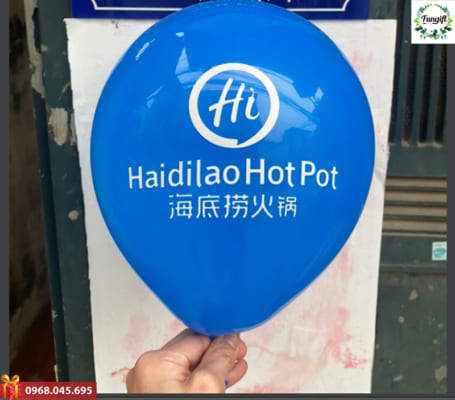 Fungift
Hi
Haidilao Hot Pot
海底捞火锅
0968.045.695